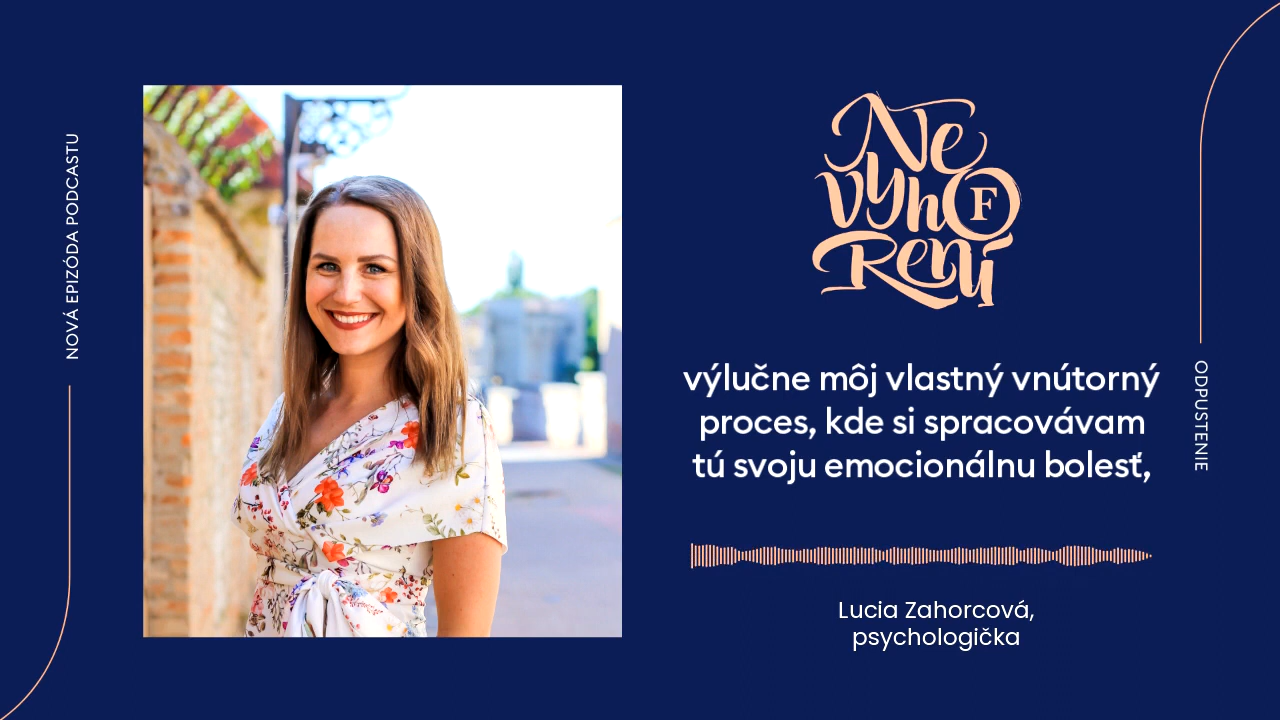 NOVÁ EPIZÓDA PODCASTU
Ne
vyhO
F
Rení
výlučne môj vlastný vnútorný
proces, kde si spracovávam
tú svoju emocionálnu bolesť,
ODPUSTENIE
Lucia Zahorcová,
psychologička